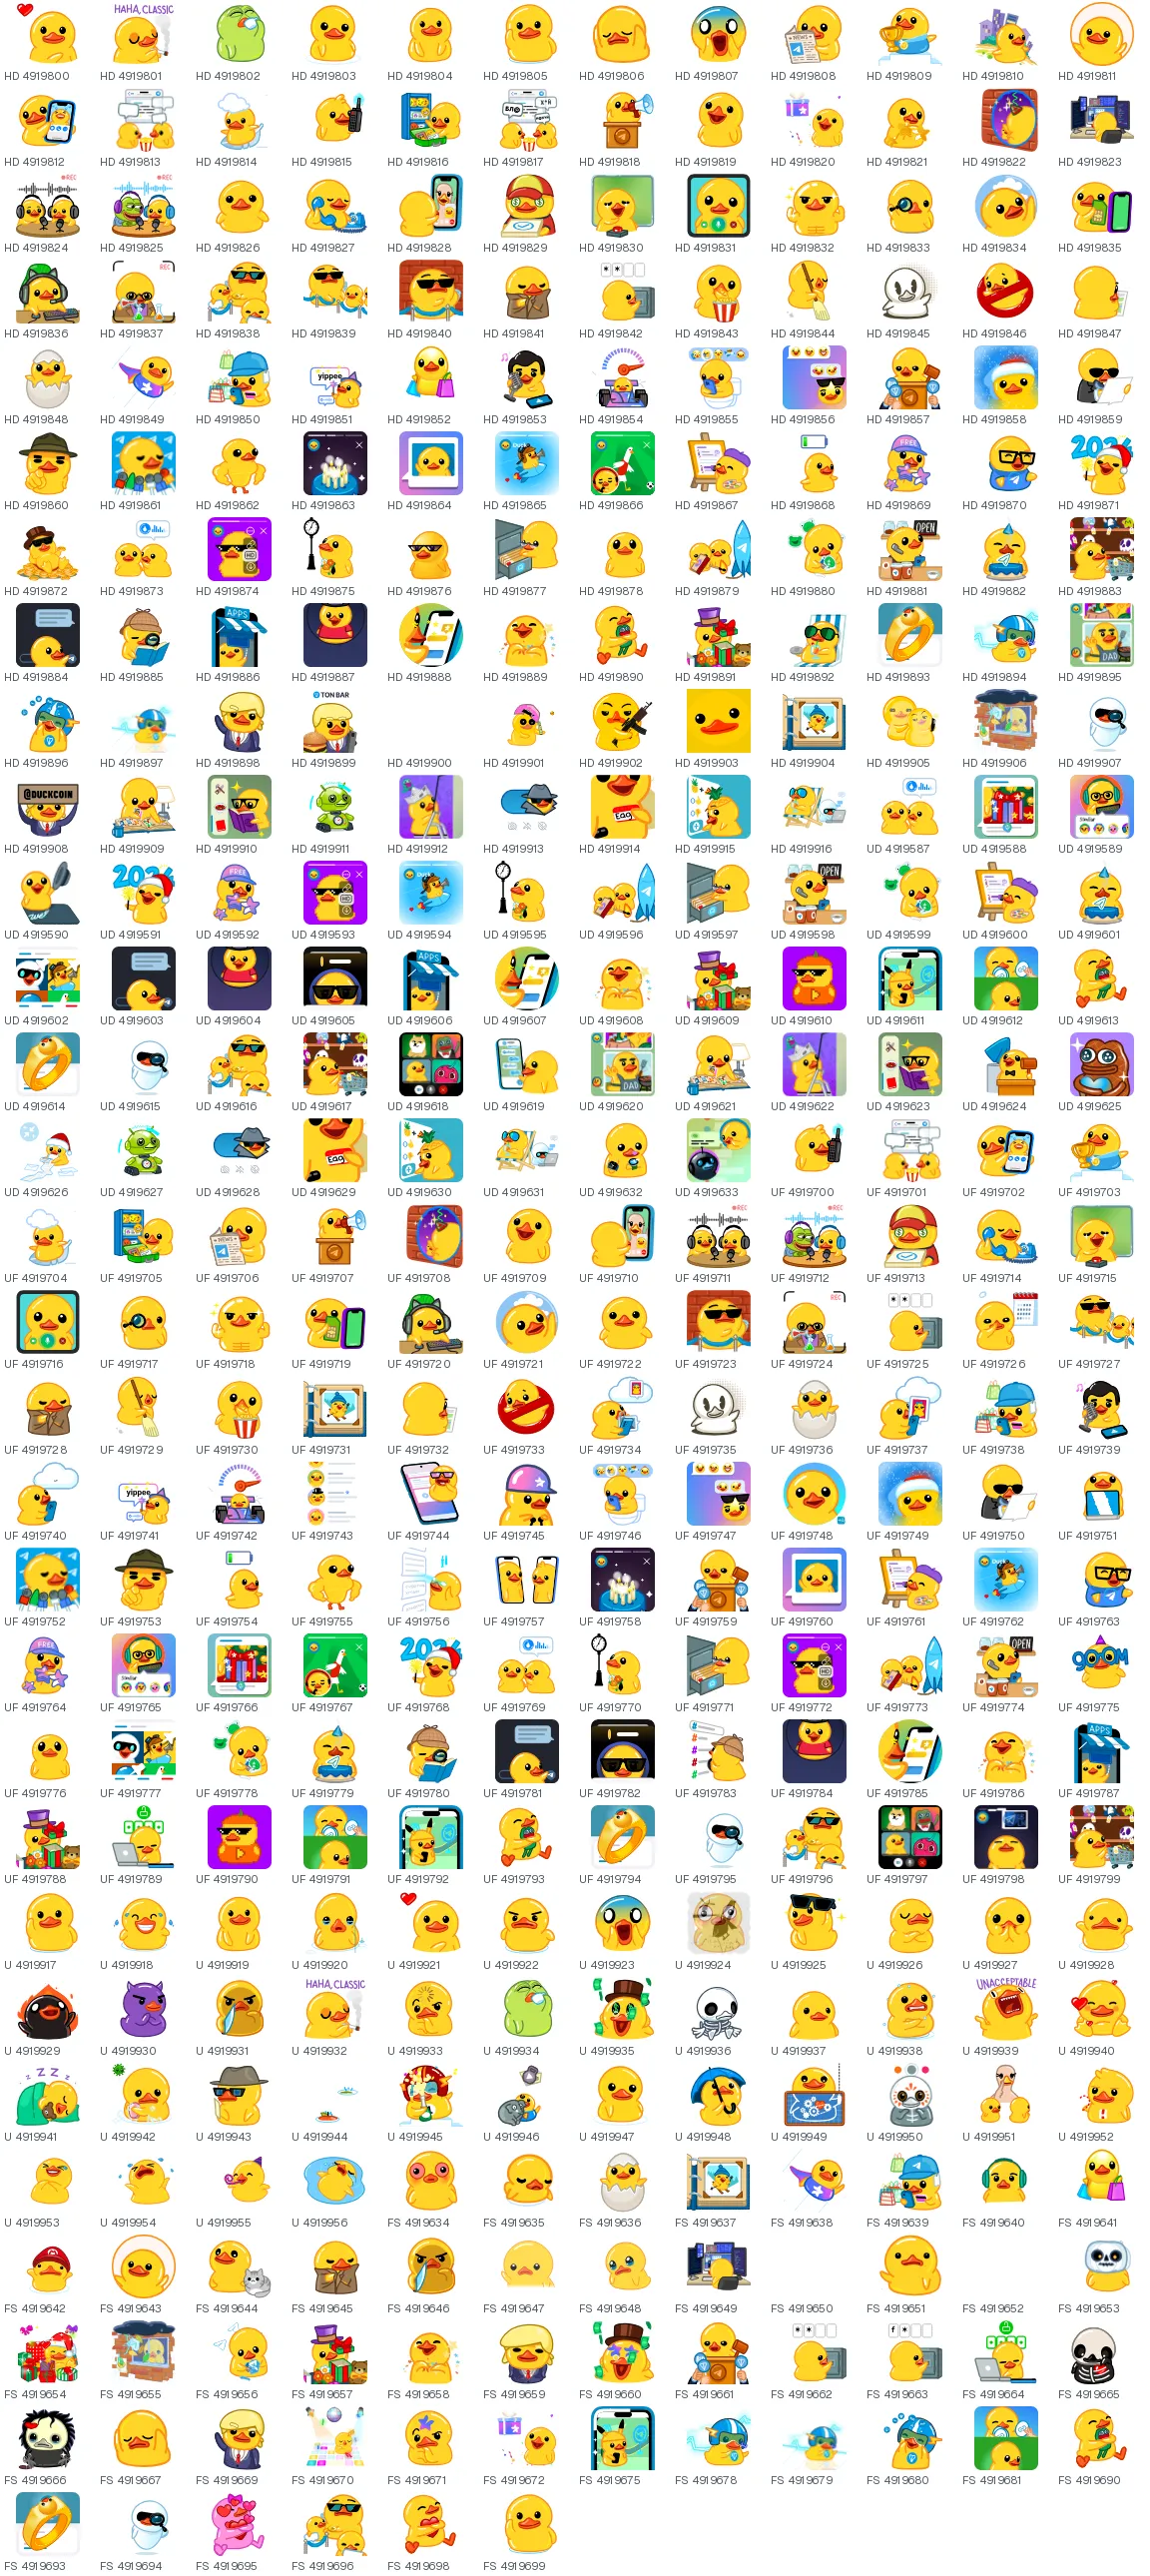 HAHA, CLASSIC
HD 4919800 HD 4919801 HD 4919802 HD 4919803 HD 4919804 HD 4919805 HD 4919806 HD 4919807 HD 4919808 HD 4919809 HD 4919810 HD 4919811
HD 4919812 HD 4919813 HD 4919814 HD 4919815 HD 4919816 HD 4919817 HD 4919818 HD 4919819 HD 4919820 HD 4919821 HD 4919822 HD 4919823
REC REC
HD 4919824 HD 4919825 HD 4919826 HD 4919827 HD 4919828 HD 4919829 HD 4919830 HD 4919831 HD 4919832 HD 4919833 HD 4919834 HD 4919835
REC
HD 4919836 HD 4919837 HD 4919838 HD 4919839 HD 4919840 HD 4919841 HD 4919842 HD 4919843 HD 4919844 HD 4919845 HD 4919846 HD 4919847
yippee
HD 4919848 HD 4919849 HD 4919850 HD 4919851 HD 4919852 HD 4919853 HD 4919854 HD 4919855 HD 4919856 HD 4919857 HD 4919858 HD 4919859
FREE 2024
HD 4919860 HD 4919861 HD 4919862 HD 4919863 HD 4919864 HD 4919865 HD 4919866 HD 4919867 HD 4919868 HD 4919869 HD 4919870 HD 4919871
OPEN
HD 4919872 HD 4919873 HD 4919874 HD 4919875 HD 4919876 HD 4919877 HD 4919878 HD 4919879 HD 4919880 HD 4919881 HD 4919882 HD 4919883
APPS DAD
HD 4919884 HD 4919885 HD 4919886 HD 4919887 HD 4919888 HD 4919889 HD 4919890 HD 4919891 HD 4919892 HD 4919893 HD 4919894 HD 4919895
TON BAR
HD 4919896 HD 4919897 HD 4919898 HD 4919899 HD 4919900 HD 4919901 HD 4919902 HD 4919903 HD 4919904 HD 4919905 HD 4919906 HD 4919907
@DUCKCOIN
HD 4919908 HD 4919909 HD 4919910 HD 4919911 HD 4919912 HD 4919913 HD 4919914 HD 4919915 HD 4919916 UD 4919587 UD 4919588 UD 4919589
2024 FREE OPEN
UD 4919590 UD 4919591 UD 4919592 UD 4919593 UD 4919594 UD 4919595 UD 4919596 UD 4919597 UD 4919598 UD 4919599 UD 4919600 UD 4919601
APPS
UD 4919602 UD 4919603 UD 4919604 UD 4919605 UD 4919606 UD 4919607 UD 4919608 UD 4919609 UD 4919610 UD 4919611 UD 4919612 UD 4919613
DAD
UD 4919614 UD 4919615 UD 4919616 UD 4919617 UD 4919618 UD 4919619 UD 4919620 UD 4919621 UD 4919622 UD 4919623 UD 4919624 UD 4919625
UD 4919626 UD 4919627 UD 4919628 UD 4919629 UD 4919630 UD 4919631 UD 4919632 UD 4919633 UF 4919700 UF 4919701 UF 4919702 UF 4919703
REC REC
UF 4919704 UF 4919705 UF 4919706 UF 4919707 UF 4919708 UF 4919709 UF 4919710 UF 4919711 UF 4919712 UF 4919713 UF 4919714 UF 4919715
REC
UF 4919716 UF 4919717 UF 4919718 UF 4919719 UF 4919720 UF 4919721 UF 4919722 UF 4919723 UF 4919724 UF 4919725 UF 4919726 UF 4919727
UF 4919728 UF 4919729 UF 4919730 UF 4919731 UF 4919732 UF 4919733 UF 4919734 UF 4919735 UF 4919736 UF 4919737 UF 4919738 UF 4919739
yippee
UF 4919740 UF 4919741 UF 4919742 UF 4919743 UF 4919744 UF 4919745 UF 4919746 UF 4919747 UF 4919748 UF 4919749 UF 4919750 UF 4919751
UF 4919752 UF 4919753 UF 4919754 UF 4919755 UF 4919756 UF 4919757 UF 4919758 UF 4919759 UF 4919760 UF 4919761 UF 4919762 UF 4919763
FREE 2024 OPEN
UF 4919764 UF 4919765 UF 4919766 UF 4919767 UF 4919768 UF 4919769 UF 4919770 UF 4919771 UF 4919772 UF 4919773 UF 4919774 UF 4919775
APPS
UF 4919776 UF 4919777 UF 4919778 UF 4919779 UF 4919780 UF 4919781 UF 4919782 UF 4919783 UF 4919784 UF 4919785 UF 4919786 UF 4919787
UF 4919788 UF 4919789 UF 4919790 UF 4919791 UF 4919792 UF 4919793 UF 4919794 UF 4919795 UF 4919796 UF 4919797 UF 4919798 UF 4919799
U 4919917 U 4919918 U 4919919 U 4919920 U 4919921 U 4919922 U 4919923 U 4919924 U 4919925 U 4919926 U 4919927 U 4919928
HAHA, CLASSIC UNACCEPTABLE
U 4919929 U 4919930 U 4919931 U 4919932 U 4919933 U 4919934 U 4919935 U 4919936 U 4919937 U 4919938 U 4919939 U 4919940
U 4919941 U 4919942 U 4919943 U 4919944 U 4919945 U 4919946 U 4919947 U 4919948 U 4919949 U 4919950 U 4919951 U 4919952
U 4919953 U 4919954 U 4919955 U 4919956 FS 4919634 FS 4919635 FS 4919636 FS 4919637 FS 4919638 FS 4919639 FS 4919640 FS 4919641
FS 4919642 FS 4919643 FS 4919644 FS 4919645 FS 4919646 FS 4919647 FS 4919648 FS 4919649 FS 4919650 FS 4919651 FS 4919652 FS 4919653
FS 4919654 FS 4919655 FS 4919656 FS 4919657 FS 4919658 FS 4919659 FS 4919660 FS 4919661 FS 4919662 FS 4919663 FS 4919664 FS 4919665
FS 4919666 FS 4919667 FS 4919669 FS 4919670 FS 4919671 FS 4919672 FS 4919675 FS 4919678 FS 4919679 FS 4919680 FS 4919681 FS 4919690
FS 4919693 FS 4919694 FS 4919695 FS 4919696 FS 4919698 FS 4919699